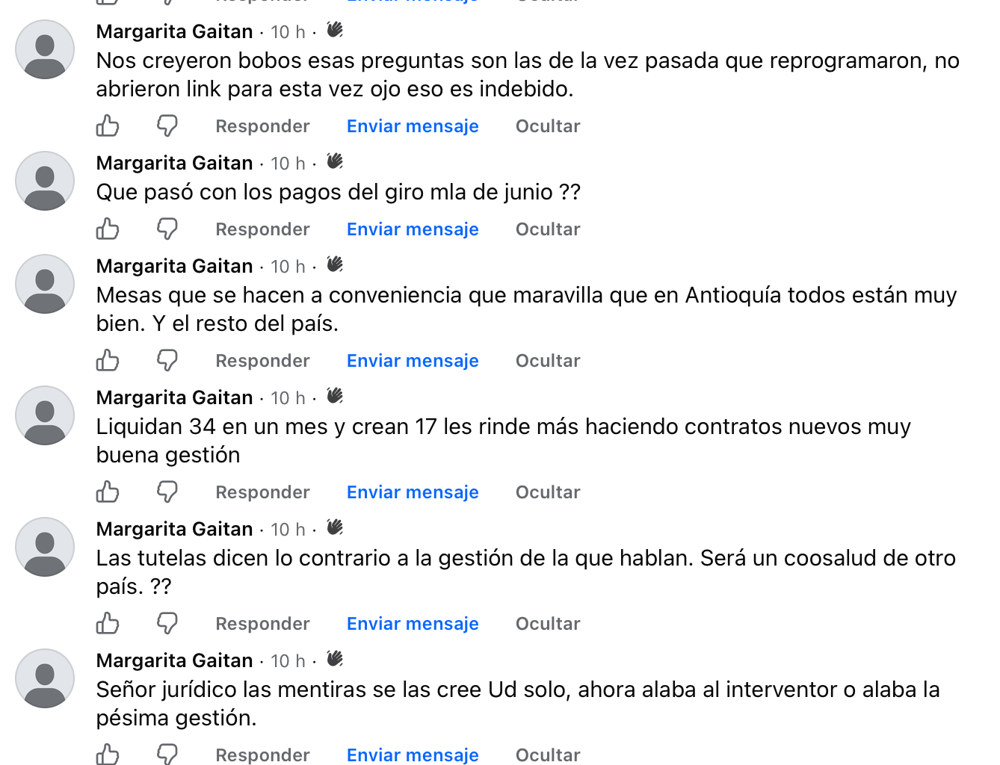 Responder Enviar mensaje Ocultar
Margarita Gaitan · 10 h ·
Nos creyeron bobos esas preguntas son las de la vez pasada que reprogramaron, no
abrieron link para esta vez ojo eso es indebido.
Responder Enviar mensaje Ocultar
Margarita Gaitan · 10 h ·
Que pasó con los pagos del giro mla de junio ??
Responder Enviar mensaje Ocultar
Margarita Gaitan · 10 h ·
Mesas que se hacen a conveniencia que maravilla que en Antioquía todos están muy
bien. Y el resto del país.
Responder Enviar mensaje Ocultar
Margarita Gaitan · 10 h ·
Liquidan 34 en un mes y crean 17 les rinde más haciendo contratos nuevos muy
buena gestión
Responder Enviar mensaje Ocultar
Margarita Gaitan · 10 h ·
Las tutelas dicen lo contrario a la gestión de la que hablan. Será un coosalud de otro
país. ??
Responder Enviar mensaje Ocultar
Margarita Gaitan · 10 h ·
Señor jurídico las mentiras se las cree Ud solo, ahora alaba al interventor o alaba la
pésima gestión.
Responder Enviar mensaje Ocultar